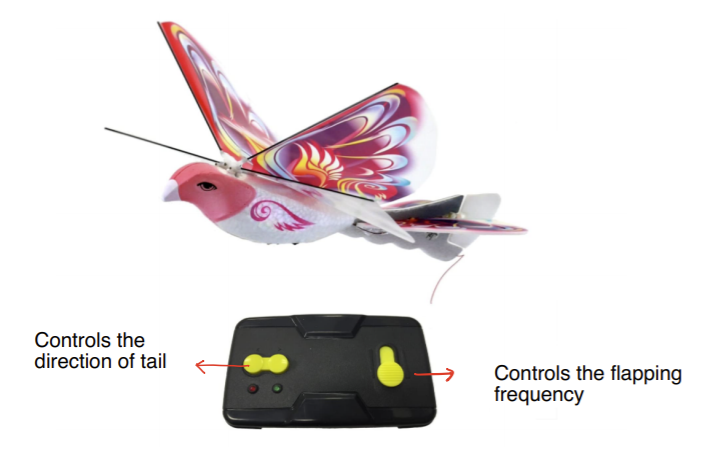 Controls the
direction of tail
Controls the flapping
frequency